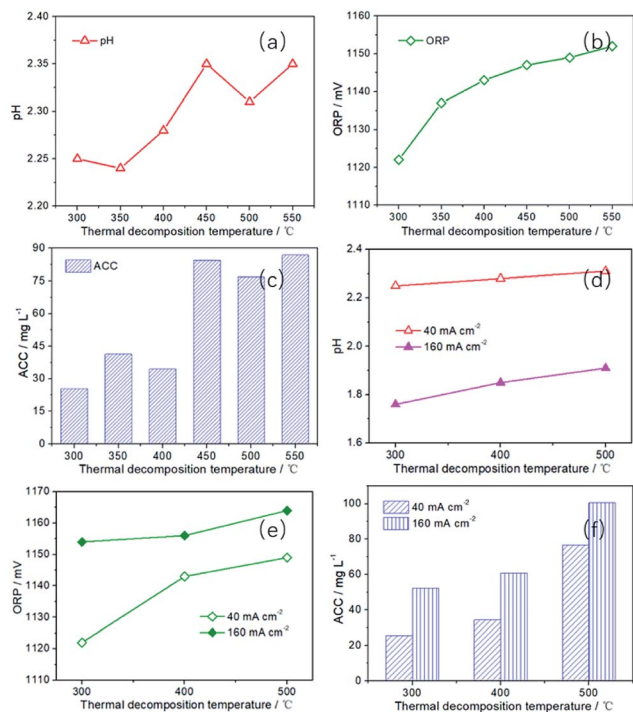 2.40
2.35
2.30
2.25
2.20
pH
pH
(a)
300 350 400 450 500 550
Thermal decomposition temperature / ℃
1160
1150
1140
1130
1120
1110
ORP / mV
ORP
(b)
300 350 400 450 500 550
Thermal decomposition temperature / ℃
90
75
60
45
30
15
0
ACC / mg L⁻¹
ACC
(c)
300 350 400 450 500 550
Thermal decomposition temperature / ℃
2.4
2.2
2.0
1.8
1.6
pH
(d)
40 mA cm⁻²
160 mA cm⁻²
300 400 500
Thermal decomposition temperature / ℃
1170
1160
1150
1140
1130
1120
1110
ORP / mV
(e)
40 mA cm⁻²
160 mA cm⁻²
300 400 500
Thermal decomposition temperature / ℃
100
80
60
40
20
0
ACC / mg L⁻¹
40 mA cm⁻²
160 mA cm⁻²
(f)
300 400 500
Thermal decomposition temperature / ℃